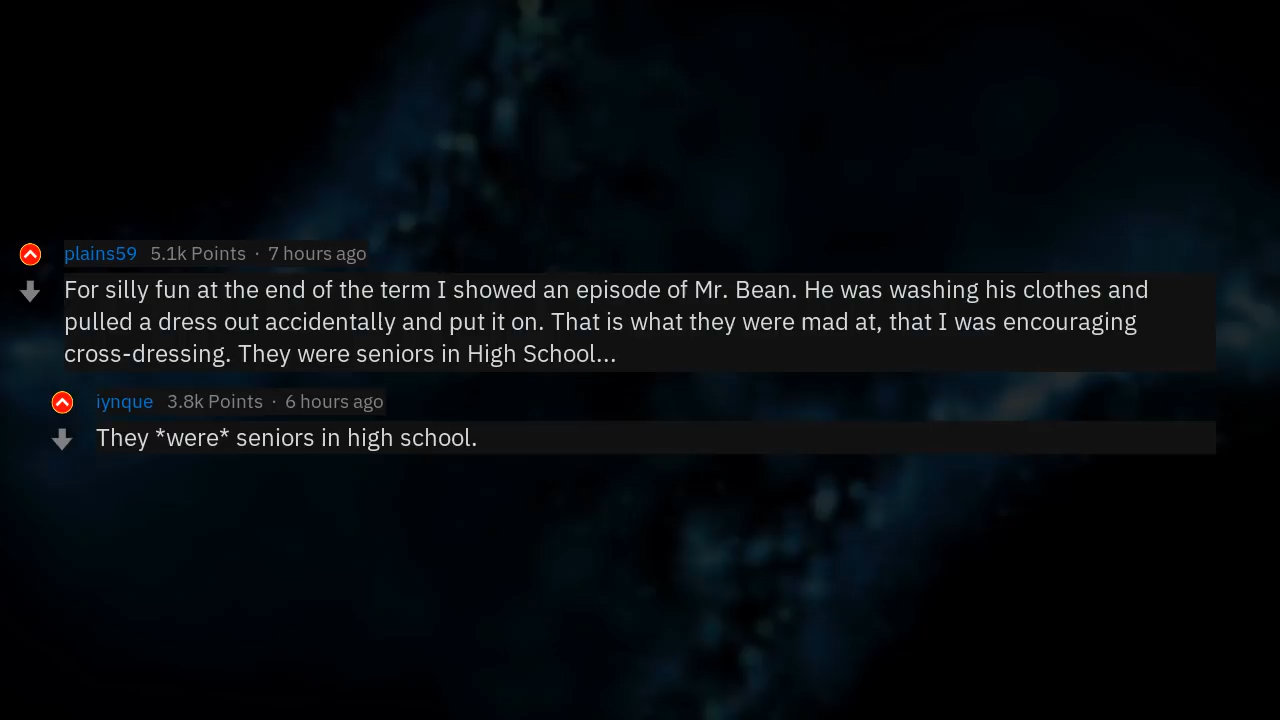 plains59 5.1k Points · 7 hours ago
For silly fun at the end of the term I showed an episode of Mr. Bean. He was washing his clothes and
pulled a dress out accidentally and put it on. That is what they were mad at, that I was encouraging
cross-dressing. They were seniors in High School...
iynque 3.8k Points · 6 hours ago
They *were* seniors in high school.